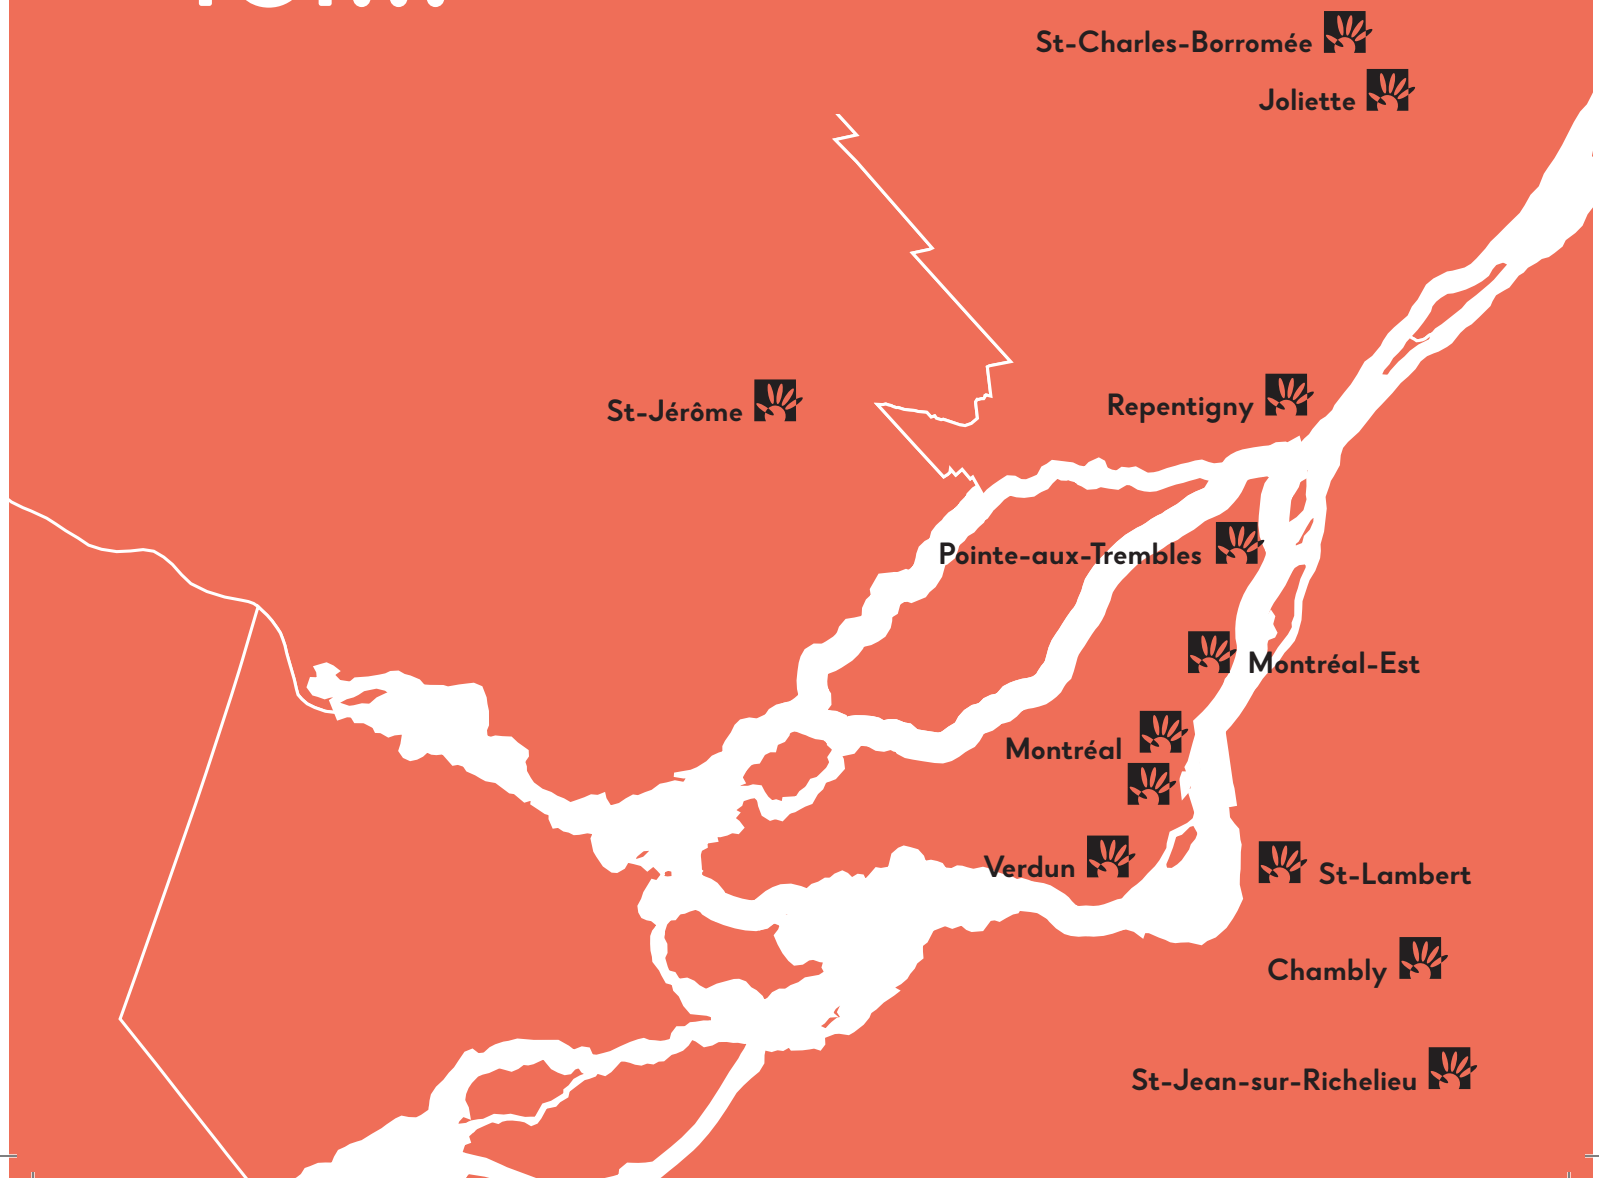 St-Charles-Borromée
Joliette
St-Jérôme
Repentigny
Pointe-aux-Trembles
Montréal-Est
Montréal
Verdun
St-Lambert
Chambly
St-Jean-sur-Richelieu